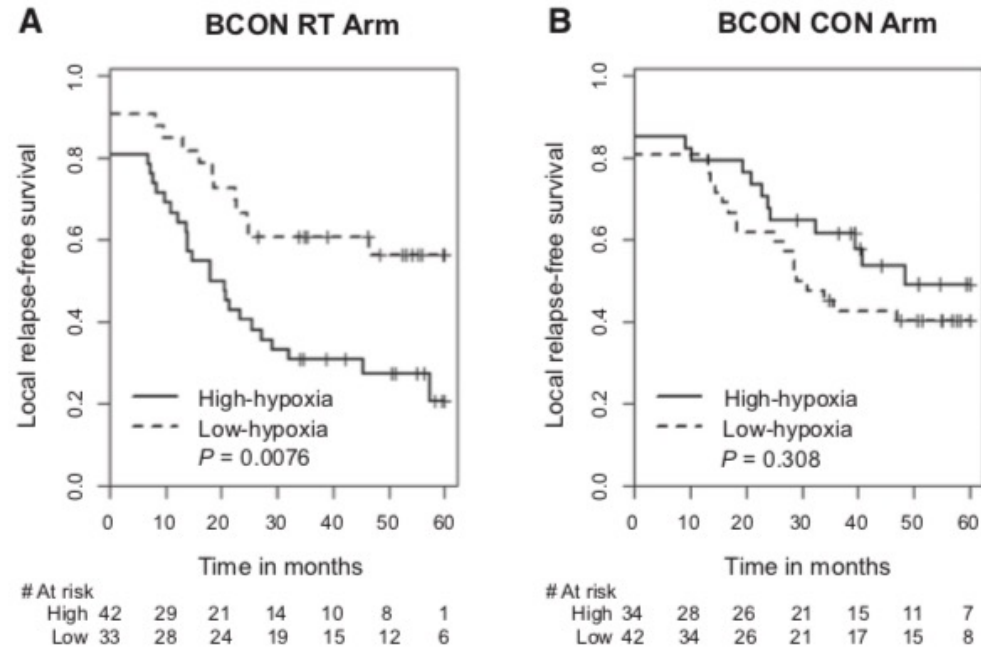 A
BCON RT Arm
Local relapse-free survival
1.0
0.8
0.6
0.4
0.2
0.0
High-hypoxia
Low-hypoxia
P = 0.0076
0 10 20 30 40 50 60
Time in months
# At risk
High 42 29 21 14 10 8 1
Low 33 28 24 19 15 12 6
B
BCON CON Arm
Local relapse-free survival
1.0
0.8
0.6
0.4
0.2
0.0
High-hypoxia
Low-hypoxia
P = 0.308
0 10 20 30 40 50 60
Time in months
# At risk
High 34 28 26 21 15 11 7
Low 42 34 26 21 17 15 8